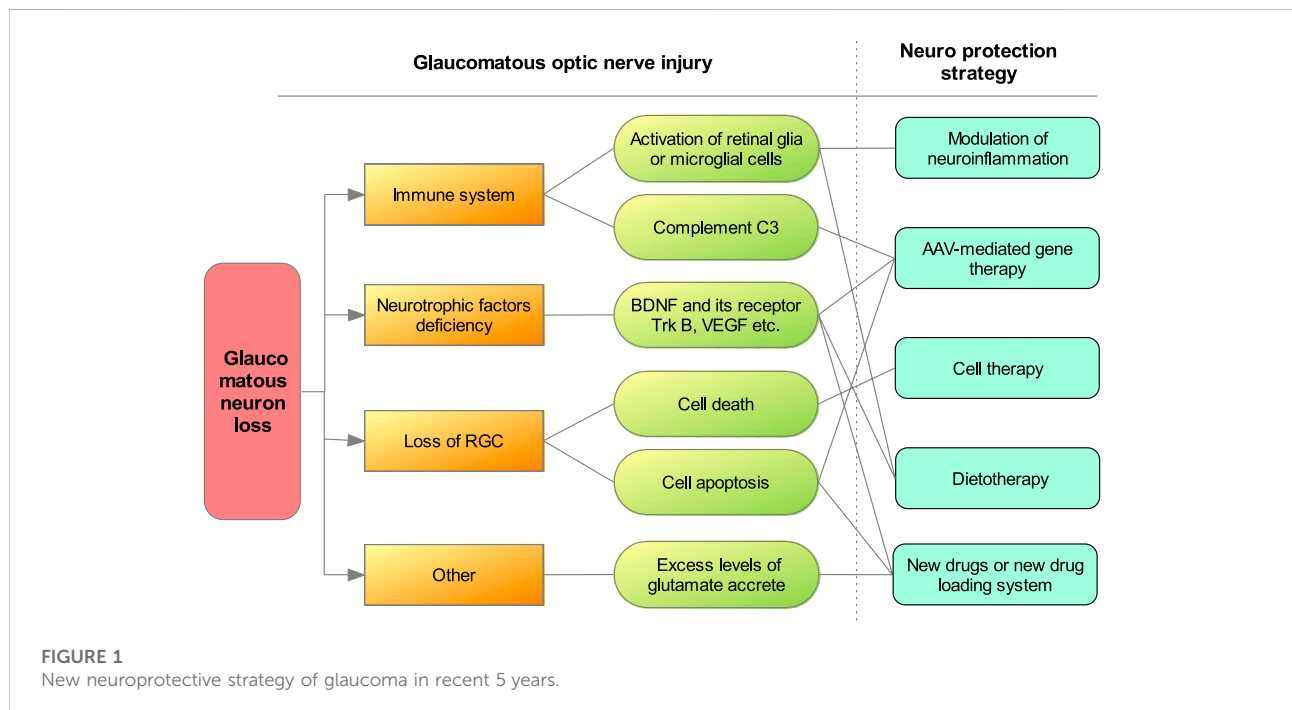 Glaucomatous optic nerve injury
Neuro protection
strategy
Glauco
matous
neuron
loss
Immune system
Neurotrophic factors
deficiency
Loss of RGC
Other
Activation of retinal glia
or microglial cells
Complement C3
BDNF and its receptor
Trk B, VEGF etc.
Cell death
Cell apoptosis
Excess levels of
glutamate accrete
Modulation of
neuroinflammation
AAV-mediated gene
therapy
Cell therapy
Dietotherapy
New drugs or new drug
loading system
FIGURE 1
New neuroprotective strategy of glaucoma in recent 5 years.